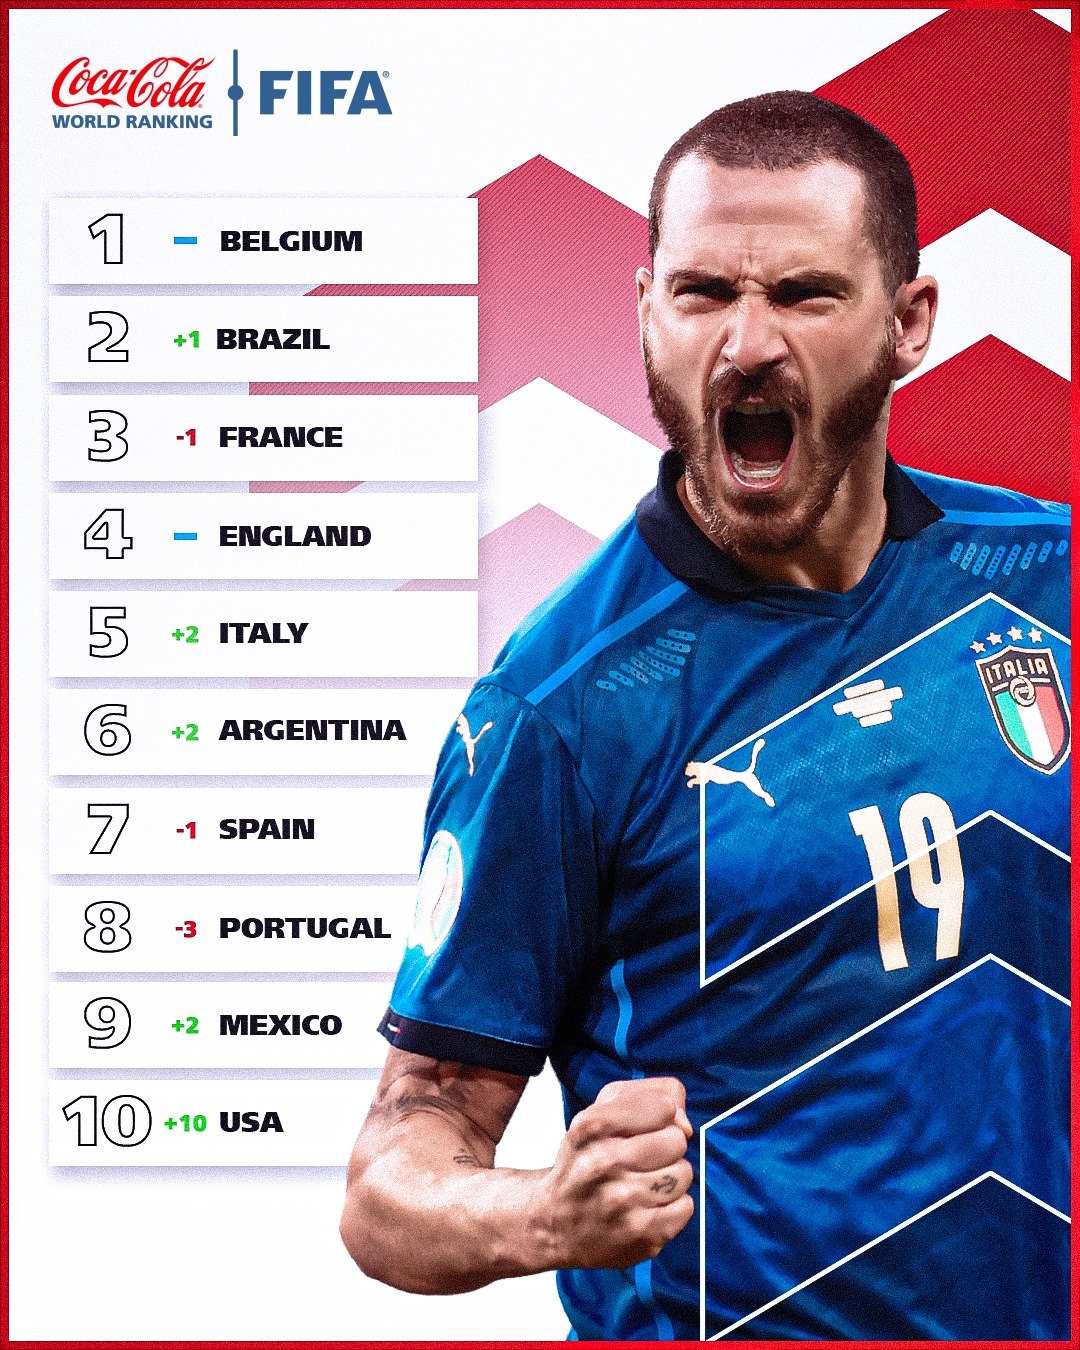 Coca-Cola
WORLD RANKING
FIFA®
1 - BELGIUM
2 +1 BRAZIL
3 -1 FRANCE
4 - ENGLAND
5 +2 ITALY
6 +2 ARGENTINA
7 -1 SPAIN
8 -3 PORTUGAL
9 +2 MEXICO
10 +10 USA
ITALIA
19